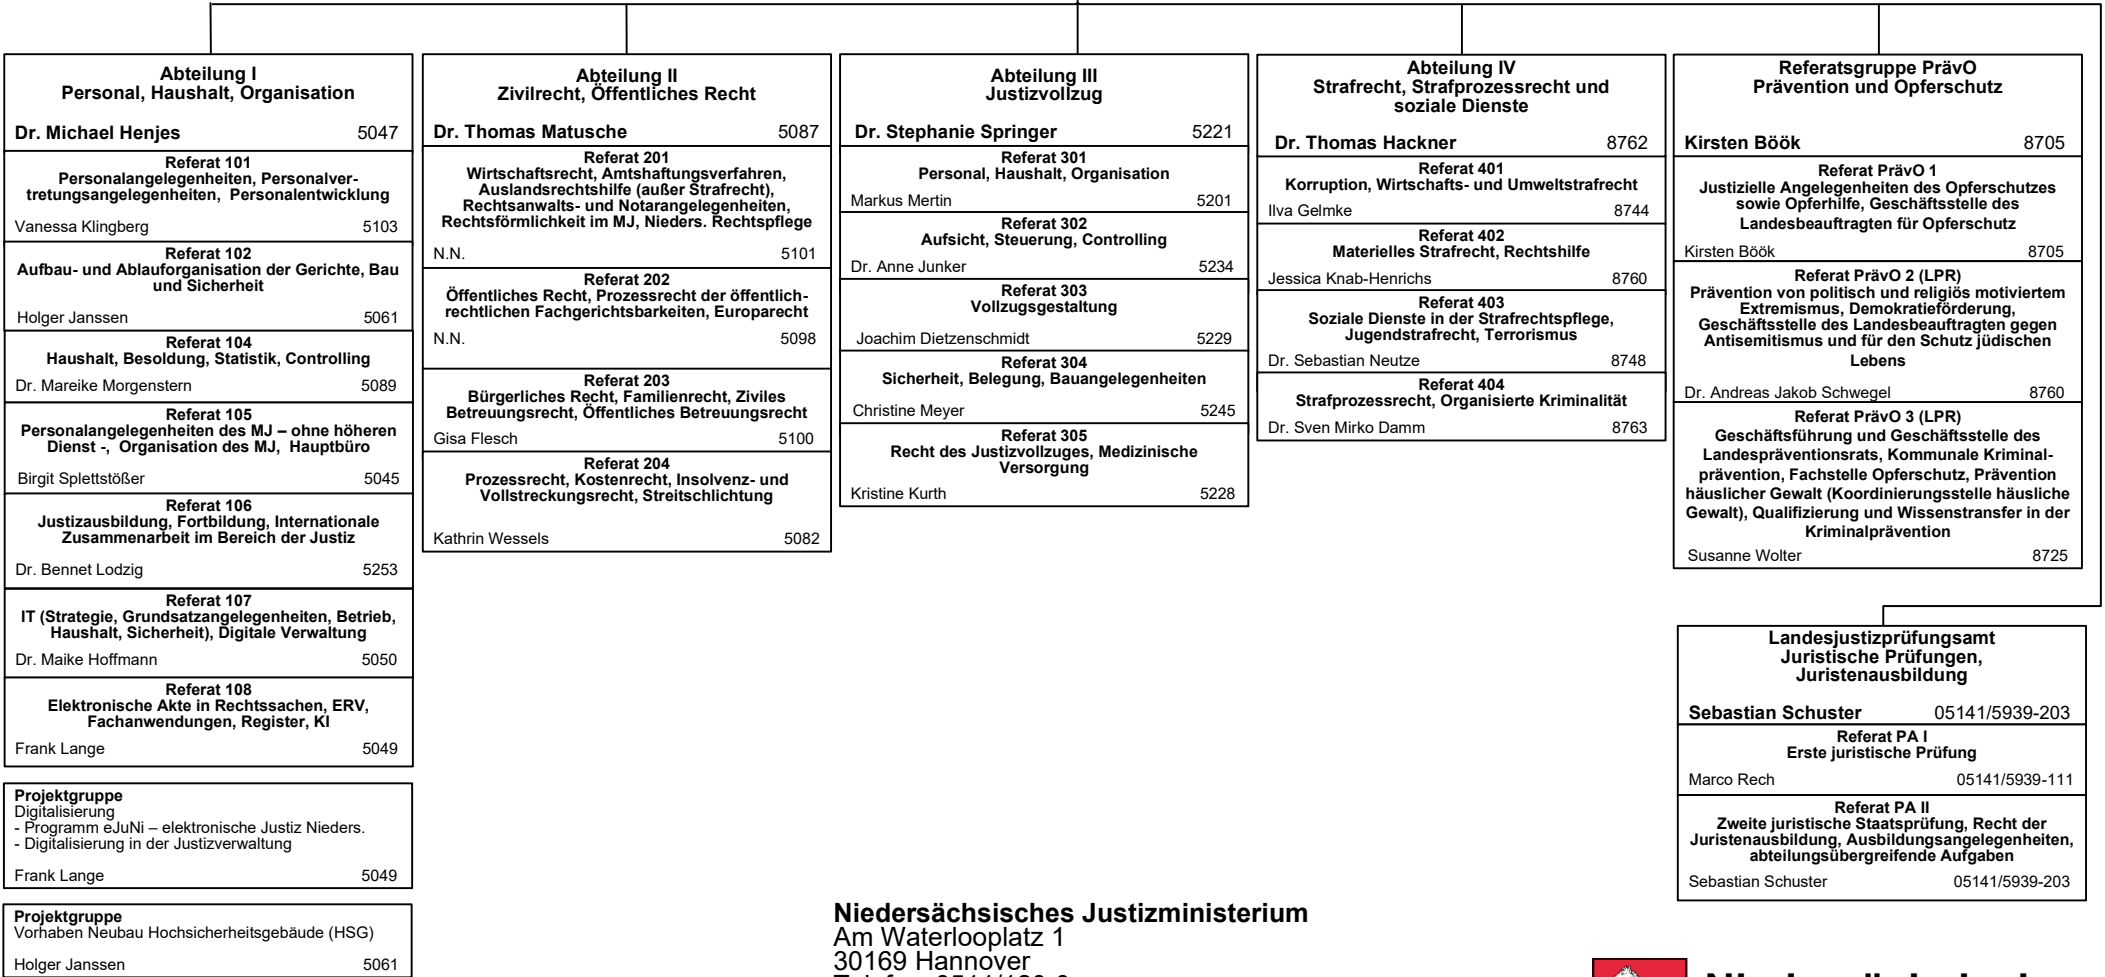 Abteilung I
Personal, Haushalt, Organisation
Dr. Michael Henjes 5047
Referat 101
Personalangelegenheiten, Personalver-
tretungsangelegenheiten, Personalentwicklung
Vanessa Klingberg 5103
Referat 102
Aufbau- und Ablauforganisation der Gerichte, Bau
und Sicherheit
Holger Janssen 5061
Referat 104
Haushalt, Besoldung, Statistik, Controlling
Dr. Mareike Morgenstern 5089
Referat 105
Personalangelegenheiten des MJ – ohne höheren
Dienst -, Organisation des MJ, Hauptbüro
Birgit Splettstößer 5045
Referat 106
Justizausbildung, Fortbildung, Internationale
Zusammenarbeit im Bereich der Justiz
Dr. Bennet Lodzig 5253
Referat 107
IT (Strategie, Grundsatzangelegenheiten, Betrieb,
Haushalt, Sicherheit), Digitale Verwaltung
Dr. Maike Hoffmann 5050
Referat 108
Elektronische Akte in Rechtssachen, ERV,
Fachanwendungen, Register, KI
Frank Lange 5049
Projektgruppe
Digitalisierung
- Programm eJuNi – elektronische Justiz Nieders.
- Digitalisierung in der Justizverwaltung
Frank Lange 5049
Projektgruppe
Vorhaben Neubau Hochsicherheitsgebäude (HSG)
Holger Janssen 5061
Abteilung II
Zivilrecht, Öffentliches Recht
Dr. Thomas Matusche 5087
Referat 201
Wirtschaftsrecht, Amtshaftungsverfahren,
Auslandsrechtshilfe (außer Strafrecht),
Rechtsanwalts- und Notarangelegenheiten,
Rechtsförmlichkeit im MJ, Nieders. Rechtspflege
N.N. 5101
Referat 202
Öffentliches Recht, Prozessrecht der öffentlich-
rechtlichen Fachgerichtsbarkeiten, Europarecht
N.N. 5098
Referat 203
Bürgerliches Recht, Familienrecht, Ziviles
Betreuungsrecht, Öffentliches Betreuungsrecht
Gisa Flesch 5100
Referat 204
Prozessrecht, Kostenrecht, Insolvenz- und
Vollstreckungsrecht, Streitschlichtung
Kathrin Wessels 5082
Abteilung III
Justizvollzug
Dr. Stephanie Springer 5221
Referat 301
Personal, Haushalt, Organisation
Markus Mertin 5201
Referat 302
Aufsicht, Steuerung, Controlling
Dr. Anne Junker 5234
Referat 303
Vollzugsgestaltung
Joachim Dietzenschmidt 5229
Referat 304
Sicherheit, Belegung, Bauangelegenheiten
Christine Meyer 5245
Referat 305
Recht des Justizvollzuges, Medizinische
Versorgung
Kristine Kurth 5228
Abteilung IV
Strafrecht, Strafprozessrecht und
soziale Dienste
Dr. Thomas Hackner 8762
Referat 401
Korruption, Wirtschafts- und Umweltstrafrecht
Ilva Gelmke 8744
Referat 402
Materielles Strafrecht, Rechtshilfe
Jessica Knab-Henrichs 8760
Referat 403
Soziale Dienste in der Strafrechtspflege,
Jugendstrafrecht, Terrorismus
Dr. Sebastian Neutze 8748
Referat 404
Strafprozessrecht, Organisierte Kriminalität
Dr. Sven Mirko Damm 8763
Referatsgruppe PrävO
Prävention und Opferschutz
Kirsten Böök 8705
Referat PrävO 1
Justizielle Angelegenheiten des Opferschutzes
sowie Opferhilfe, Geschäftsstelle des
Landesbeauftragten für Opferschutz
Kirsten Böök 8705
Referat PrävO 2 (LPR)
Prävention von politisch und religiös motiviertem
Extremismus, Demokratieförderung,
Geschäftsstelle des Landesbeauftragten gegen
Antisemitismus und für den Schutz jüdischen
Lebens
Dr. Andreas Jakob Schwegel 8760
Referat PrävO 3 (LPR)
Geschäftsführung und Geschäftsstelle des
Landespräventionsrats, Kommunale Kriminal-
prävention, Fachstelle Opferschutz, Prävention
häuslicher Gewalt (Koordinierungsstelle häusliche
Gewalt), Qualifizierung und Wissenstransfer in der
Kriminalprävention
Susanne Wolter 8725
Landesjustizprüfungsamt
Juristische Prüfungen,
Juristenausbildung
Sebastian Schuster 05141/5939-203
Referat PA I
Erste juristische Prüfung
Marco Rech 05141/5939-111
Referat PA II
Zweite juristische Staatsprüfung, Recht der
Juristenausbildung, Ausbildungsangelegenheiten,
abteilungsübergreifende Aufgaben
Sebastian Schuster 05141/5939-203
Niedersächsisches Justizministerium
Am Waterlooplatz 1
30169 Hannover